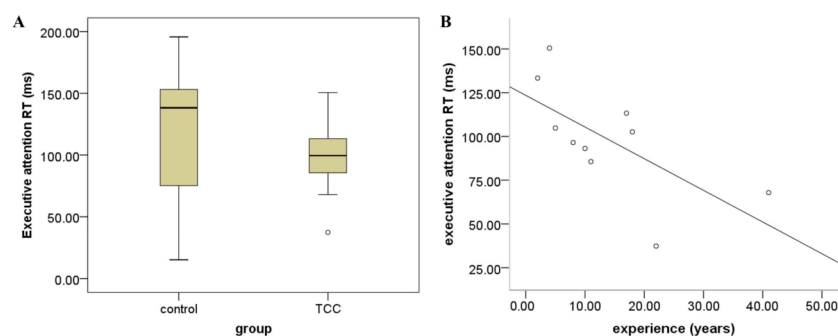 A
Executive attention RT (ms)
200.00
150.00
100.00
50.00
0.00
control
TCC
group
B
executive attention RT (ms)
150.00
125.00
100.00
75.00
50.00
25.00
0.00
10.00
20.00
30.00
40.00
50.00
experience (years)